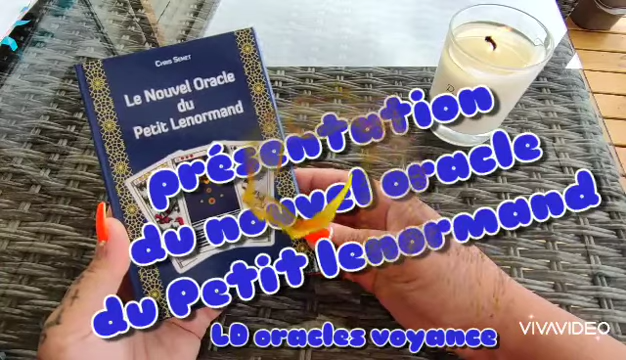 Chris Semet
Le Nouvel Oracle
du
Petit Lenormand
présentation
du nouvel oracle
du Petit lenormand
LD oracles voyance
VIVAVIDEO